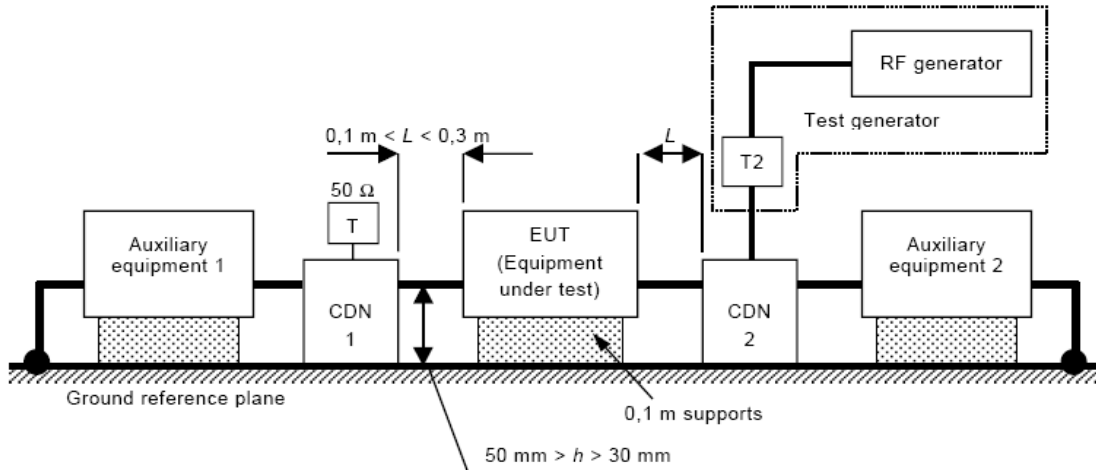 RF generator
Test generator
T2
0,1 m < L < 0,3 m
L
50 Ω
T
Auxiliary
equipment 1
CDN
1
EUT
(Equipment
under test)
CDN
2
Auxiliary
equipment 2
Ground reference plane
0,1 m supports
50 mm > h > 30 mm